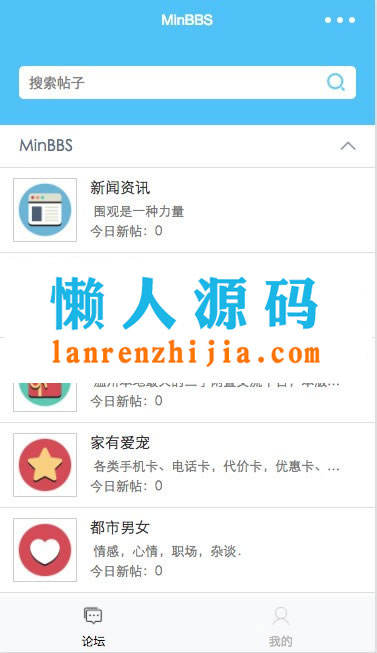 MinBBS
搜索帖子
MinBBS
新闻资讯
围观是一种力量
今日新帖：0
懒人源码
lanrenzhijia.com
今日新帖：0
家有爱宠
各类手机卡、电话卡，代价卡，优惠卡、...
今日新帖：0
都市男女
情感，心情，职场，杂谈.
今日新帖：0
论坛
我的